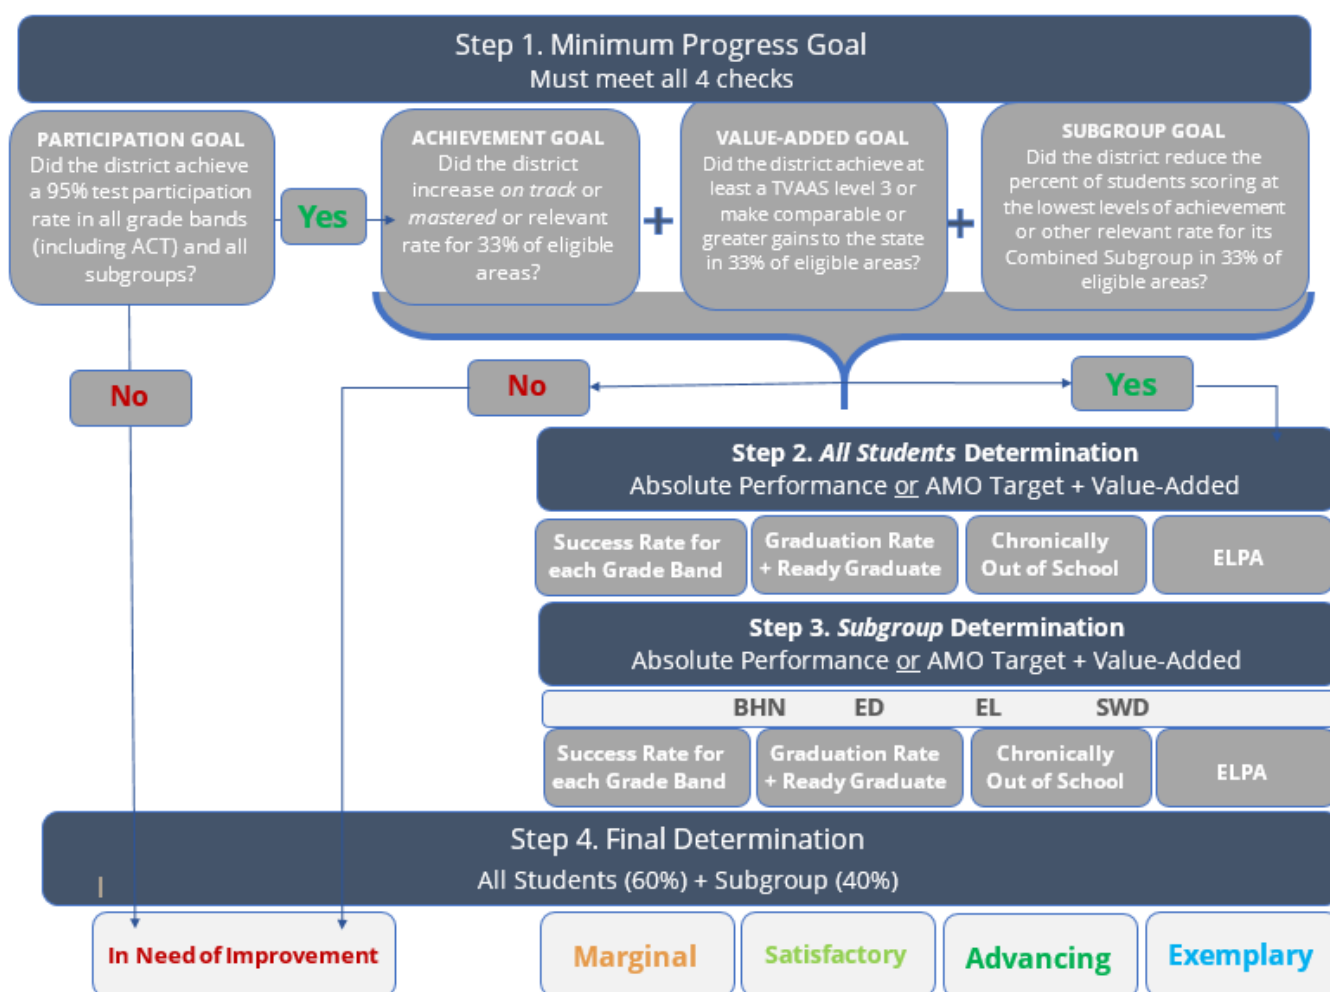 Step 1. Minimum Progress Goal
Must meet all 4 checks
PARTICIPATION GOAL
Did the district achieve
a 95% test participation
rate in all grade bands
(including ACT) and all
subgroups?
Yes
ACHIEVEMENT GOAL
Did the district
increase on track or
mastered or relevant
rate for 33% of eligible
areas?
+
VALUE-ADDED GOAL
Did the district achieve at
least a TVAAS level 3 or
make comparable or
greater gains to the state
in 33% of eligible areas?
+
SUBGROUP GOAL
Did the district reduce the
percent of students scoring at
the lowest levels of achievement
or other relevant rate for its
Combined Subgroup in 33% of
eligible areas?
No
No
Yes
Step 2. All Students Determination
Absolute Performance or AMO Target + Value-Added
Success Rate for
each Grade Band
Graduation Rate
+ Ready Graduate
Chronically
Out of School
ELPA
Step 3. Subgroup Determination
Absolute Performance or AMO Target + Value-Added
BHN ED EL SWD
Success Rate for
each Grade Band
Graduation Rate
+ Ready Graduate
Chronically
Out of School
ELPA
Step 4. Final Determination
All Students (60%) + Subgroup (40%)
In Need of Improvement
Marginal
Satisfactory
Advancing
Exemplary